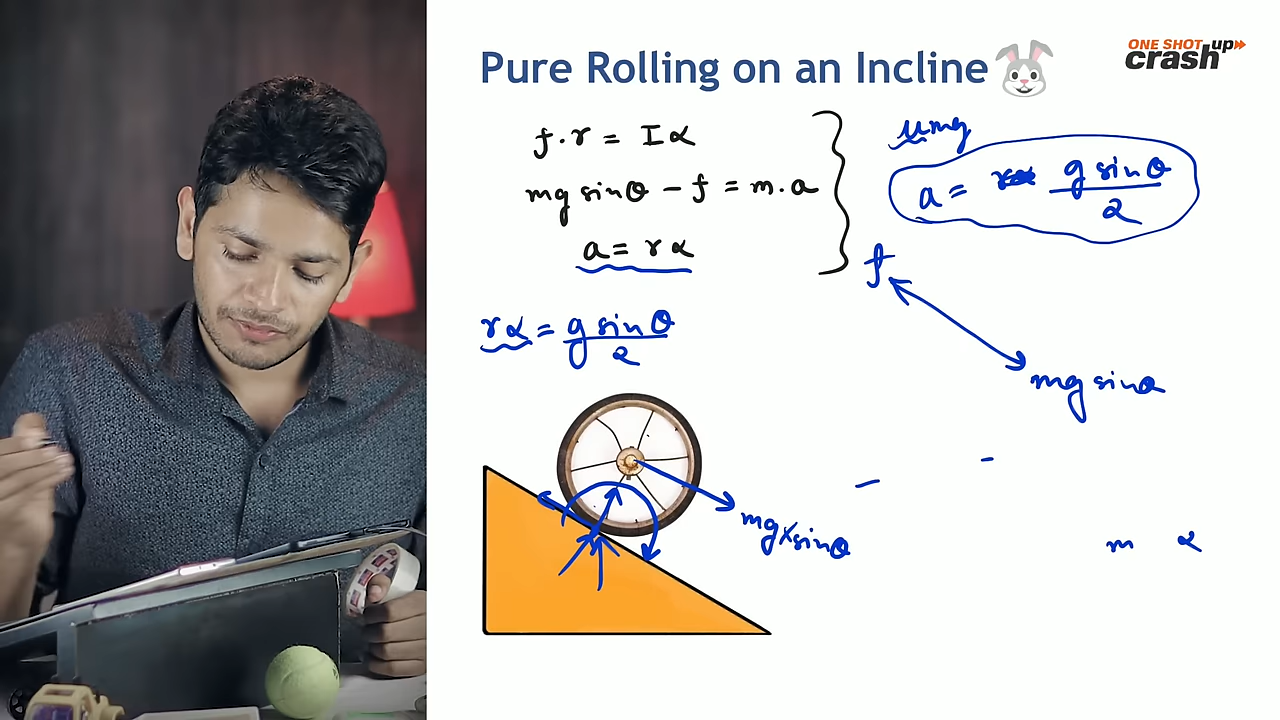 Pure Rolling on an Incline
ONE SHOT
crash up
f.r = Iα
mg sinθ - f = m.a
a = rα
μmg
a = g sinθ / 2
f
mg sinθ
rα = g sinθ / 2
mg×sinθ
m α